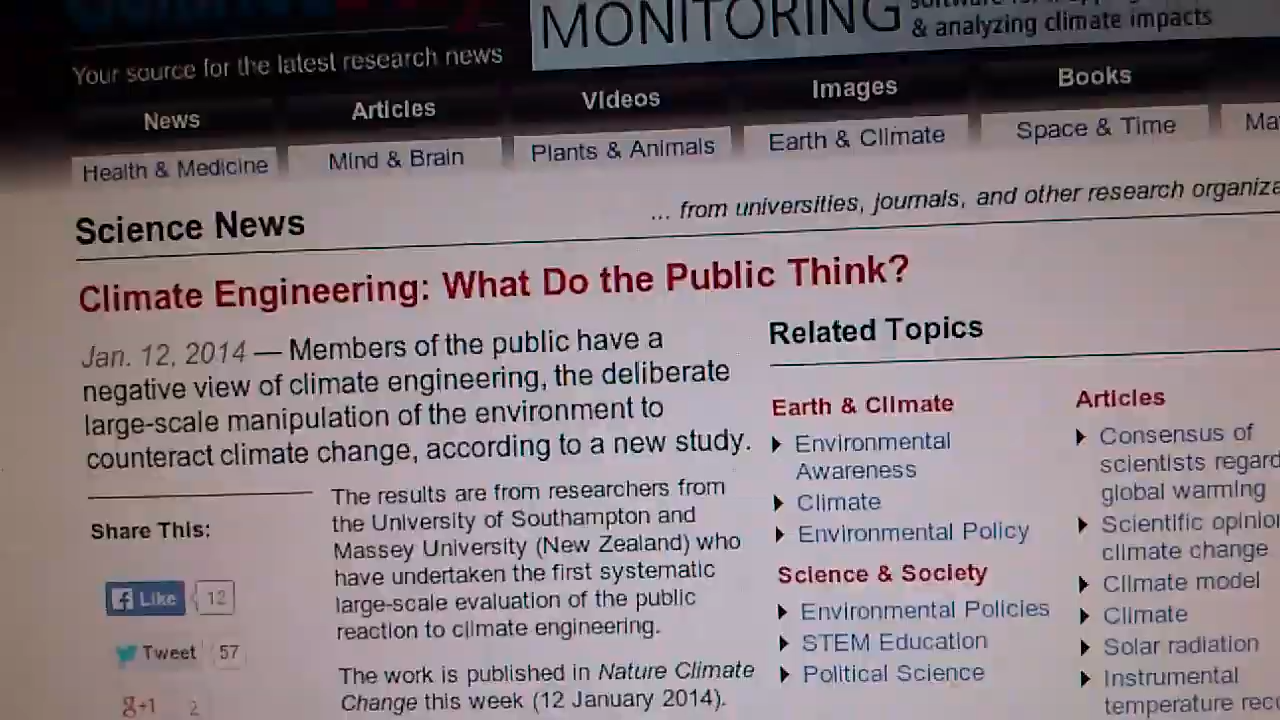 MONITORING
& analyzing climate impacts
Your source for the latest research news
News
Articles
Videos
Images
Books
Health & Medicine
Mind & Brain
Plants & Animals
Earth & Climate
Space & Time
Science News
... from universities, journals, and other research
Climate Engineering: What Do the Public Think?
Jan. 12, 2014 — Members of the public have a
negative view of climate engineering, the deliberate
large-scale manipulation of the environment to
counteract climate change, according to a new study.
Share This:
Like
12
Tweet
57
g+1
2
The results are from researchers from
the University of Southampton and
Massey University (New Zealand) who
have undertaken the first systematic
large-scale evaluation of the public
reaction to climate engineering.
The work is published in Nature Climate
Change this week (12 January 2014).
Related Topics
Earth & Climate
Environmental
Awareness
Climate
Environmental Policy
Science & Society
Environmental Policies
STEM Education
Political Science
Articles
Consensus of
scientists regard
global warming
Scientific
climate change
Climate model
Climate
Solar radiation
Instrumental
temperature